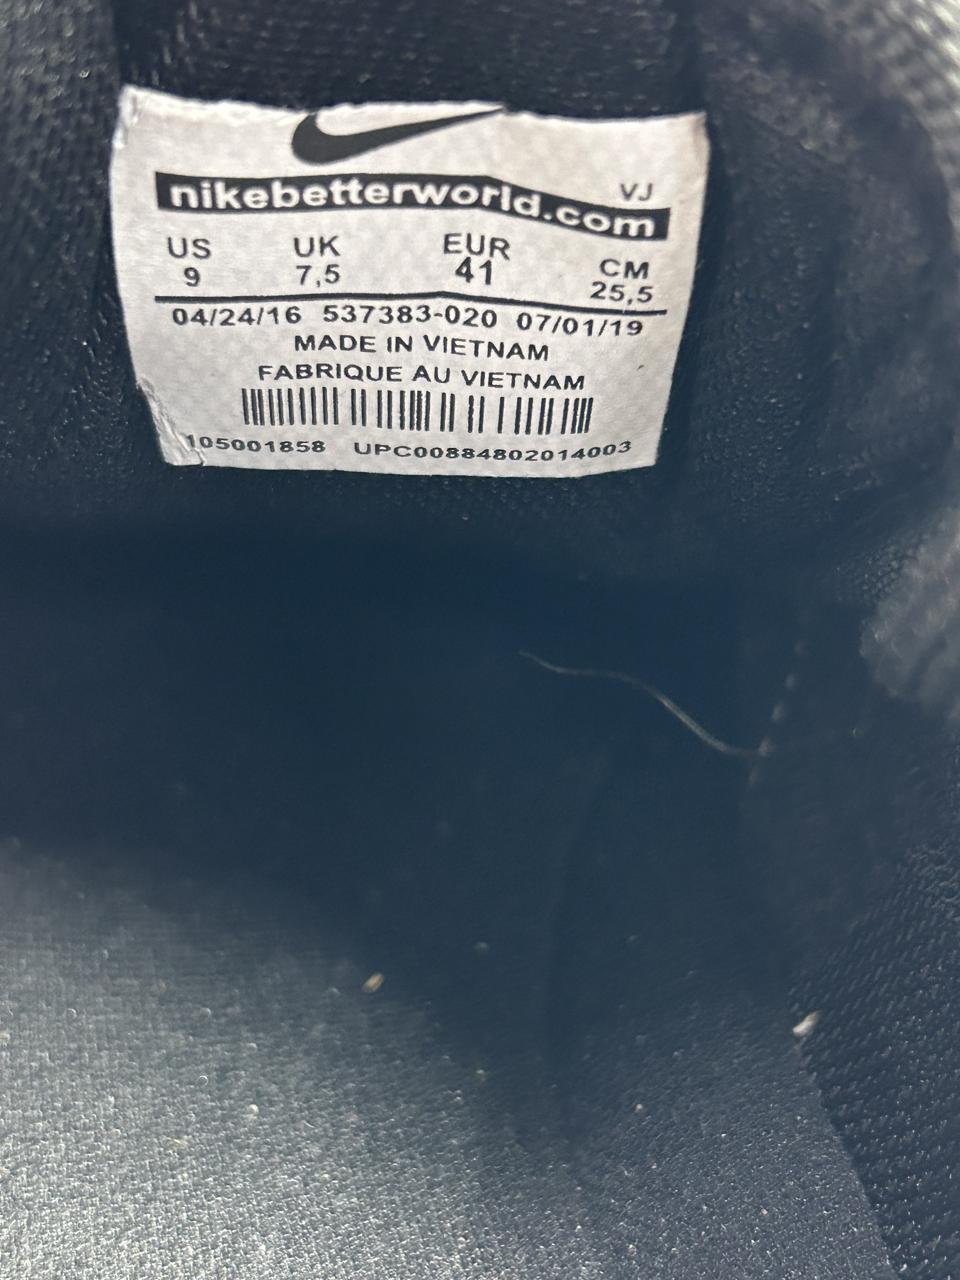 VJ
nikebetterworld.com
US UK EUR CM
9 7,5 41 25,5
04/24/16 537383-020 07/01/19
MADE IN VIETNAM
FABRIQUE AU VIETNAM
105001858 UPC00884802014003